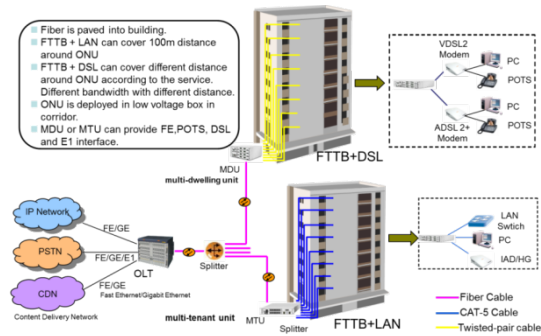 Fiber is paved into building.
FTTB + LAN can cover 100m distance
around ONU
FTTB + DSL can cover different distance
around ONU according to the service.
Different bandwidth with different distance.
ONU is deployed in low voltage box in
corridor.
MDU or MTU can provide FE,POTS, DSL
and E1 interface.
VDSL2
Modem
PC
POTS
PC
ADSL 2+
Modem
POTS
MDU
FTTB+DSL
multi-dwelling unit
IP Network
FE/GE
PSTN
FE/GE/E1
OLT
Splitter
CDN
FE/GE
Fast Ethernet/Gigabit Ethernet
Content Delivery Network
LAN
Swtich
PC
IAD/HG
multi-tenant unit
MTU
Splitter
FTTB+LAN
Fiber Cable
CAT-5 Cable
Twisted-pair cable